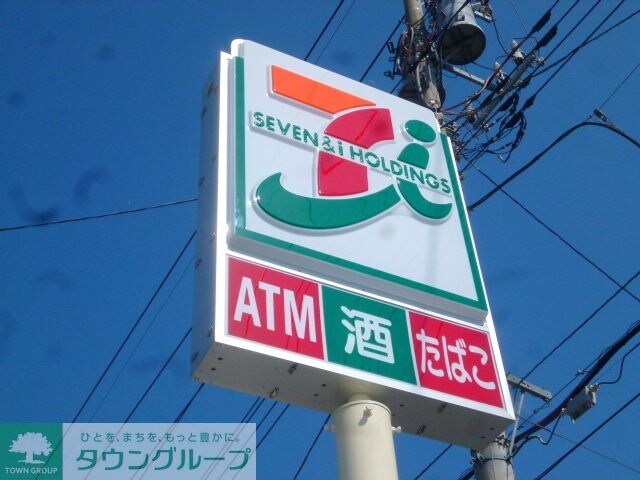 SEVEN & i HOLDINGS
ATM 酒 たばこ
ひとを、まちを、もっと豊かに。
タウングループ
TOWN GROUP